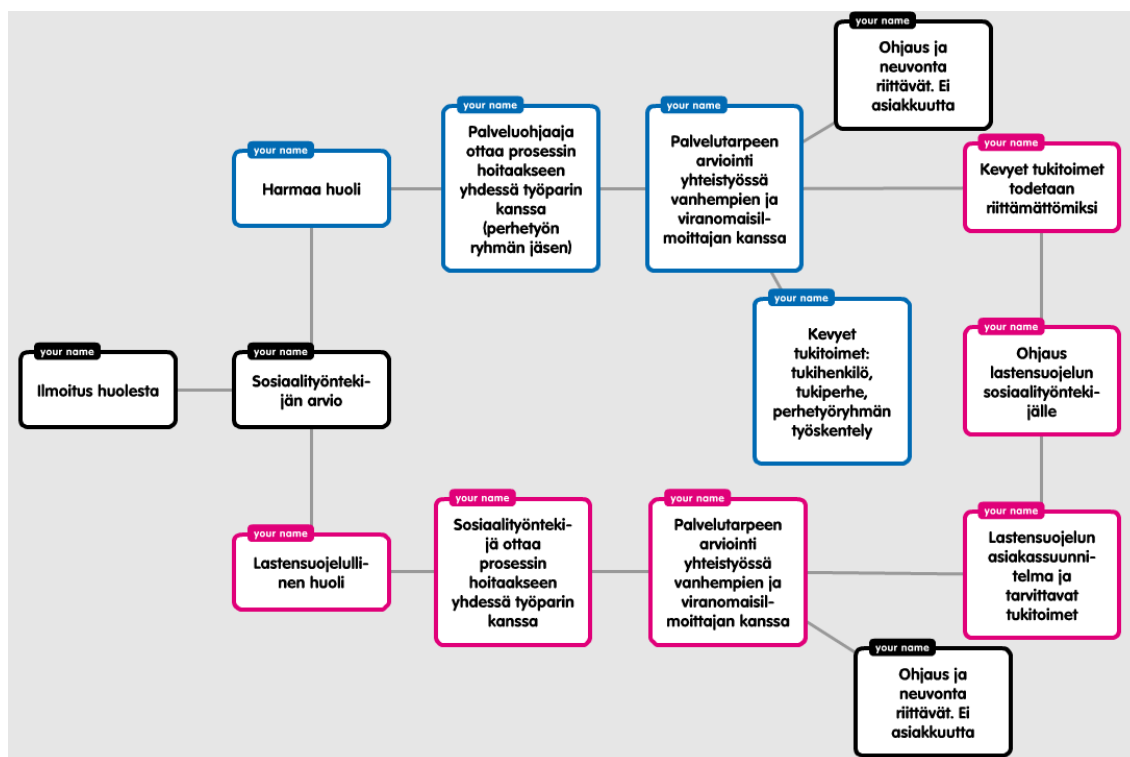 your name
Ilmoitus huolesta
your name
Sosiaalityönteki-
jän arvio
your name
Harmaa huoli
your name
Palveluohjaaja
ottaa prosessin
hoitaakseen
yhdessä työparin
kanssa
(perhetyön
ryhmän jäsen)
your name
Palvelutarpeen
arviointi
yhteistyössä
vanhempien ja
viranomaisil-
moittajan kanssa
your name
Ohjaus ja
neuvonta
riittävät. Ei
asiakkuutta
your name
Kevyet tukitoimet
todetaan
riittämättömiksi
your name
Kevyet
tukitoimet:
tukihenkilö,
tukiperhe,
perhetyöryhmän
työskentely
your name
Ohjaus
lastensuojelun
sosiaalityönteki-
jälle
your name
Lastensuojelulli-
nen huoli
your name
Sosiaalityönteki-
jä ottaa
prosessin
hoitaakseen
yhdessä työparin
kanssa
your name
Palvelutarpeen
arviointi
yhteistyössä
vanhempien ja
viranomaisil-
moittajan kanssa
your name
Lastensuojelun
asiakassuunni-
telma ja
tarvittavat
tukitoimet
your name
Ohjaus ja
neuvonta
riittävät. Ei
asiakkuutta